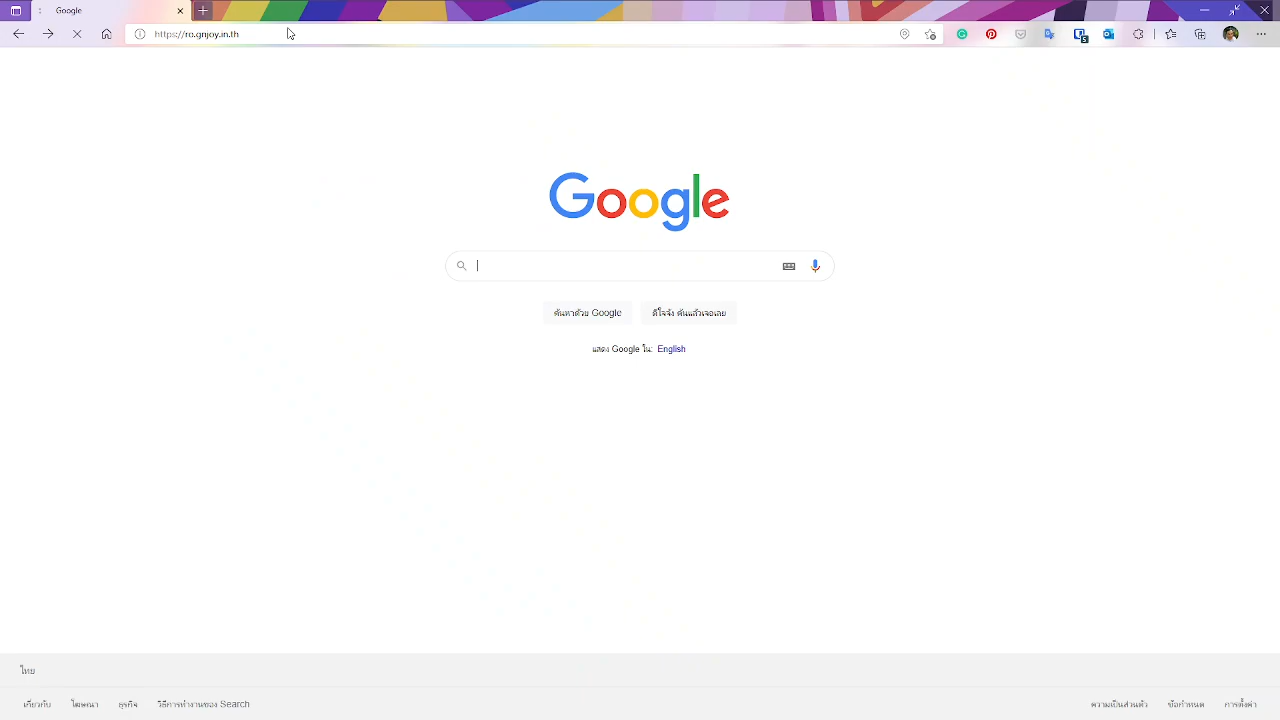 Google
https://ro.gnjoy.in.th
Google
ค้นหาด้วย Google
ดีใจจัง ค้นแล้วเจอเลย
แสดง Google ใน: English
ไทย
เกี่ยวกับ โฆษณา ธุรกิจ วิธีการทำงานของ Search
ความเป็นส่วนตัว ข้อกำหนด การตั้งค่า